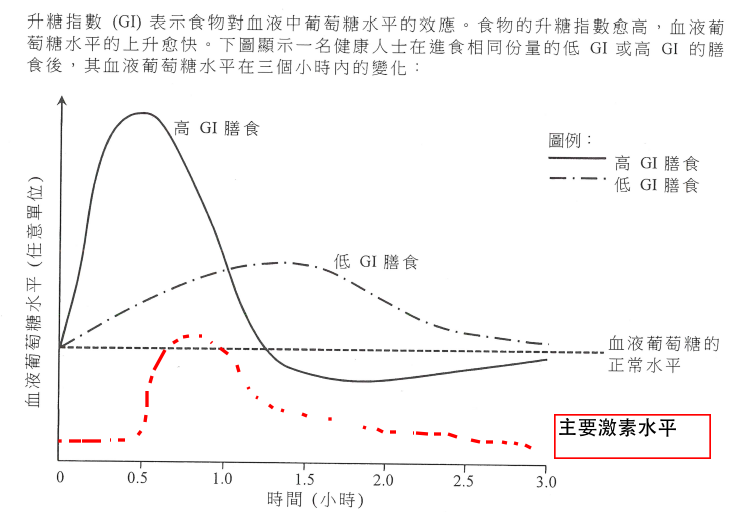 升糖指數 (GI) 表示食物對血液中葡萄糖水平的效應。食物的升糖指數愈高，血液葡
萄糖水平的上升愈快。下圖顯示一名健康人士在進食相同份量的低 GI 或高 GI 的膳
食後，其血液葡萄糖水平在三個小時內的變化：
高 GI 膳食
圖例：
高 GI 膳食
低 GI 膳食
血液葡萄糖水平 (任意單位)
低 GI 膳食
血液葡萄糖的
正常水平
主要激素水平
0 0.5 1.0 1.5 2.0 2.5 3.0
時間 (小時)